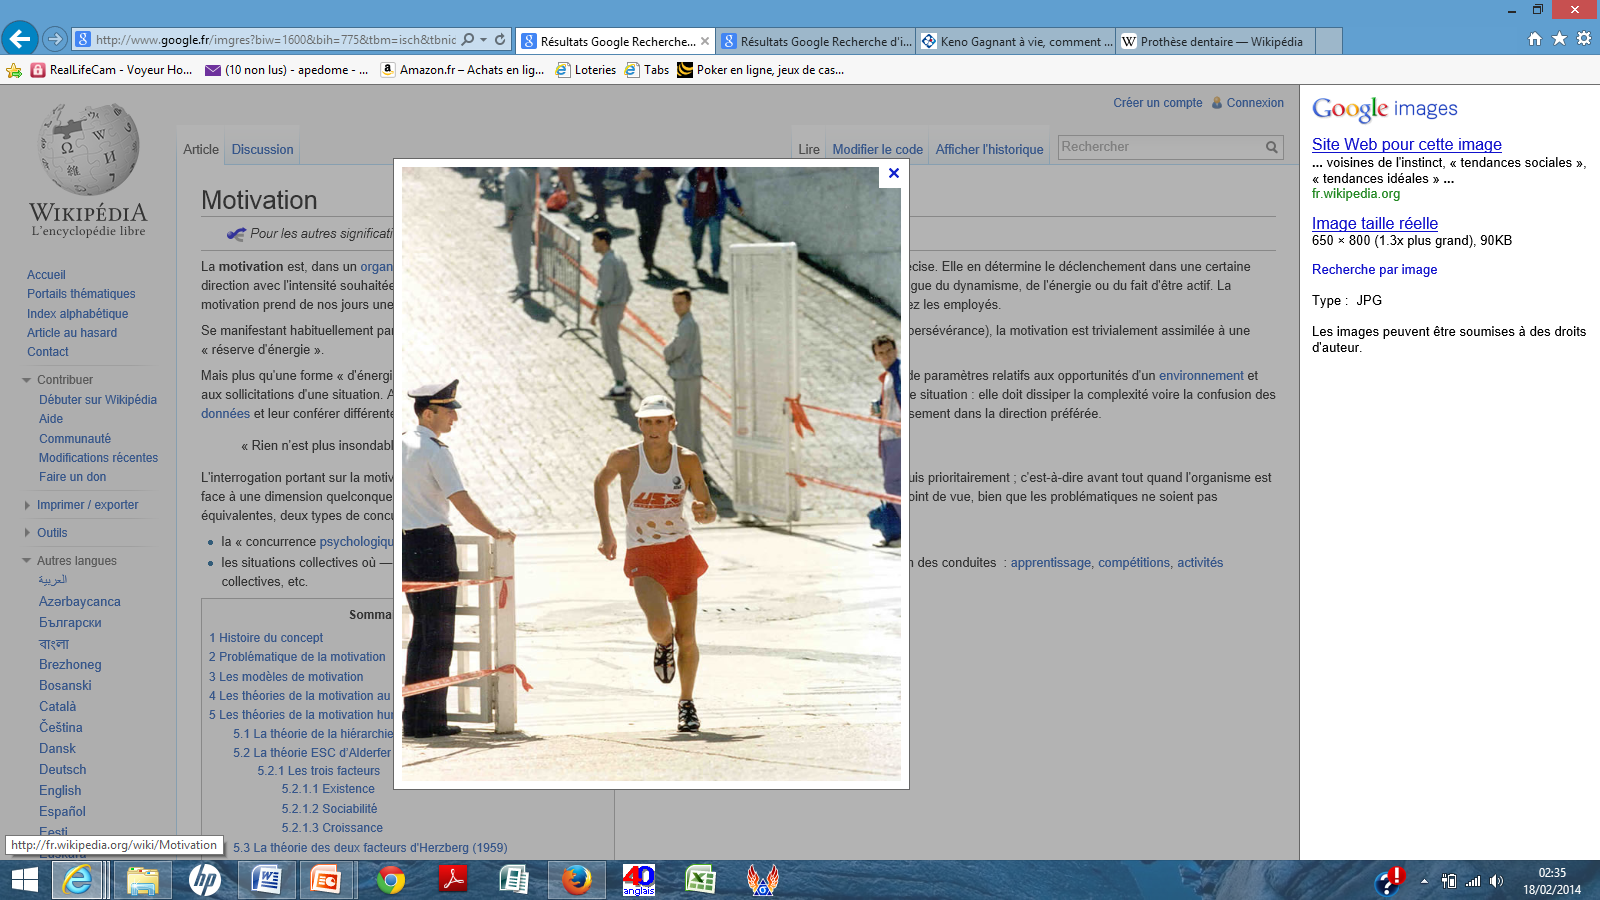 http://www.google.fr/imgres?biw=1600&bih=775&tbm=isch&tbnic
Résultats Google Recherche...
Résultats Google Recherche d'i...
Keno Gagnant à vie, comment ...
W Prothèse dentaire — Wikipédia
RealLifeCam - Voyeur Ho...
(10 non lus) - apedome - ...
Amazon.fr – Achats en lig...
Loteries
Tabs
Poker en ligne, jeux de cas...
WIKIPÉDIA
L'encyclopédie libre
Accueil
Portails thématiques
Index alphabétique
Article au hasard
Contact
Contribuer
Débuter sur Wikipédia
Aide
Communauté
Modifications récentes
Faire un don
Imprimer / exporter
Outils
Autres langues
العربية
Azərbaycanca
Български
বাংলা
Brezhoneg
Bosanski
Català
Čeština
Dansk
Deutsch
English
Español
Eesti
http://fr.wikipedia.org/wiki/Motivation
Créer un compte Connexion
Article Discussion
Lire Modifier le code Afficher l'historique
Rechercher
Motivation
Pour les autres significati
La motivation est, dans un organ
écise. Elle en détermine le déclenchement dans une certaine
direction avec l'intensité souhaitée
gue du dynamisme, de l'énergie ou du fait d'être actif. La
motivation prend de nos jours une
ez les employés.
Se manifestant habituellement par
persévérance), la motivation est trivialement assimilée à une
« réserve d'énergie ».
Mais plus qu'une forme « d'énergi
de paramètres relatifs aux opportunités d'un environnement et
aux sollicitations d'une situation. A
e situation : elle doit dissiper la complexité voire la confusion des
données et leur conférer différente
sement dans la direction préférée.
« Rien n'est plus insondabl
L'interrogation portant sur la motiv
uis prioritairement ; c'est-à-dire avant tout quand l'organisme est
face à une dimension quelconque
oint de vue, bien que les problématiques ne soient pas
équivalentes, deux types de concu
la « concurrence psychologiqu
les situations collectives où —
n des conduites : apprentissage, compétitions, activités
collectives, etc.
Somma
1 Histoire du concept
2 Problématique de la motivation
3 Les modèles de motivation
4 Les théories de la motivation au
5 Les théories de la motivation hum
5.1 La théorie de la hiérarchie
5.2 La théorie ESC d'Alderfer
5.2.1 Les trois facteurs
5.2.1.1 Existence
5.2.1.2 Sociabilité
5.2.1.3 Croissance
5.3 La théorie des deux facteurs d'Herzberg (1959)
Google images
Site Web pour cette image
... voisines de l'instinct, « tendances sociales »,
« tendances idéales » ...
fr.wikipedia.org
Image taille réelle
650 × 800 (1.3x plus grand), 90KB
Recherche par image
Type : JPG
Les images peuvent être soumises à des droits
d'auteur.
hp
40
anglais
02:35
18/02/2014